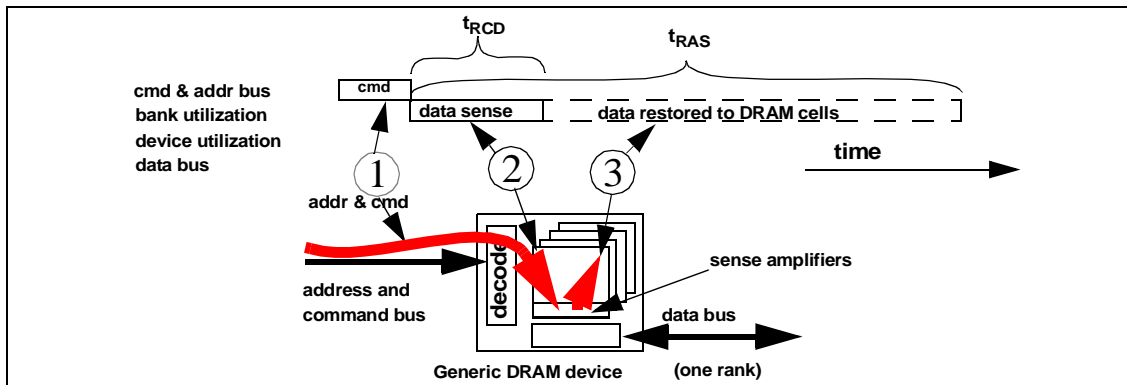 tRCD
tRAS
cmd & addr bus
bank utilization
device utilization
data bus
cmd
data sense
data restored to DRAM cells
time
1
2
3
addr & cmd
decode
sense amplifiers
address and
command bus
data bus
Generic DRAM device
(one rank)